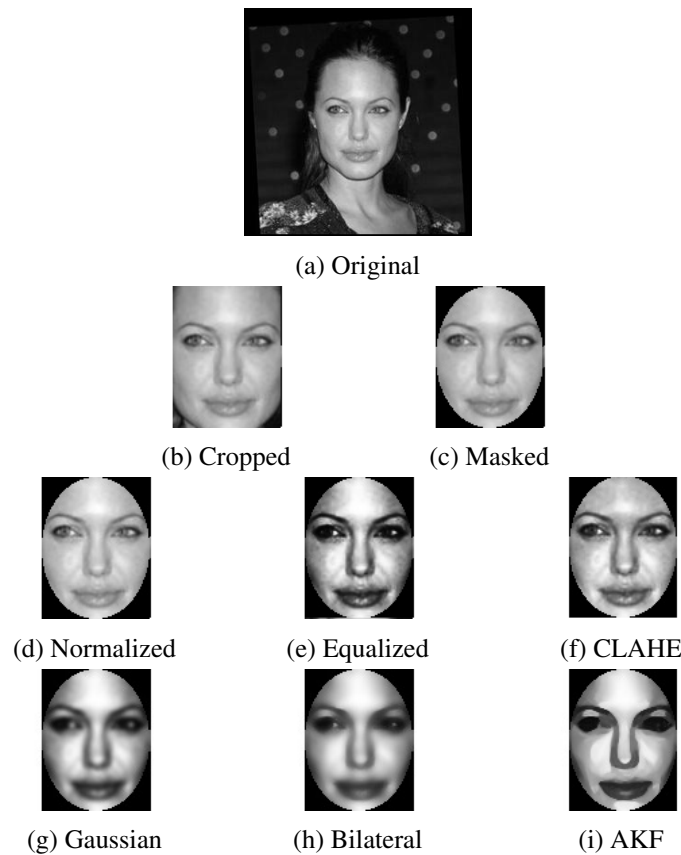 (a) Original
(b) Cropped
(c) Masked
(d) Normalized
(e) Equalized
(f) CLAHE
(g) Gaussian
(h) Bilateral
(i) AKF